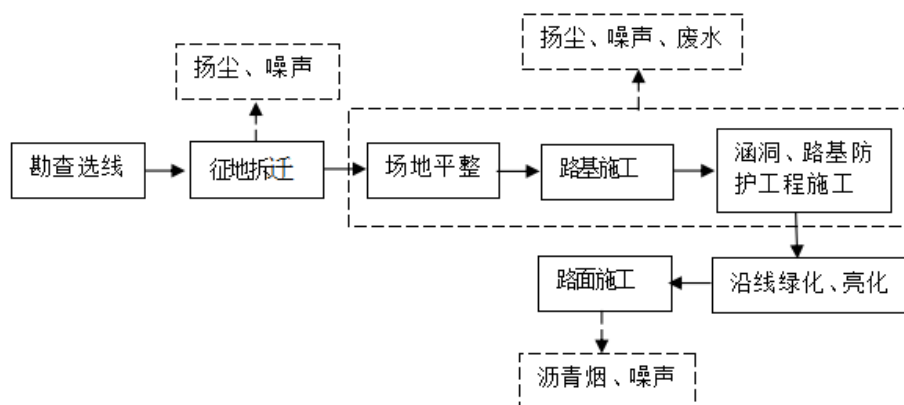 扬尘、噪声、废水
扬尘、噪声
勘查选线
征地拆迁
场地平整
路基施工
涵洞、路基防
护工程施工
路面施工
沿线绿化、亮化
沥青烟、噪声